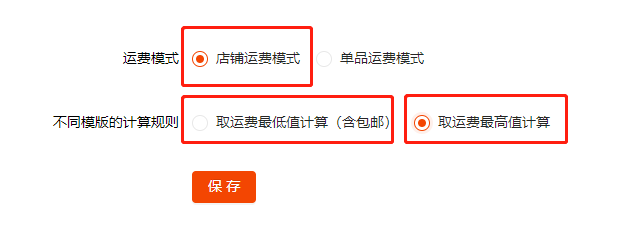 运费模式 店铺运费模式 单品运费模式
不同模版的计算规则 取运费最低值计算（含包邮） 取运费最高值计算
保存